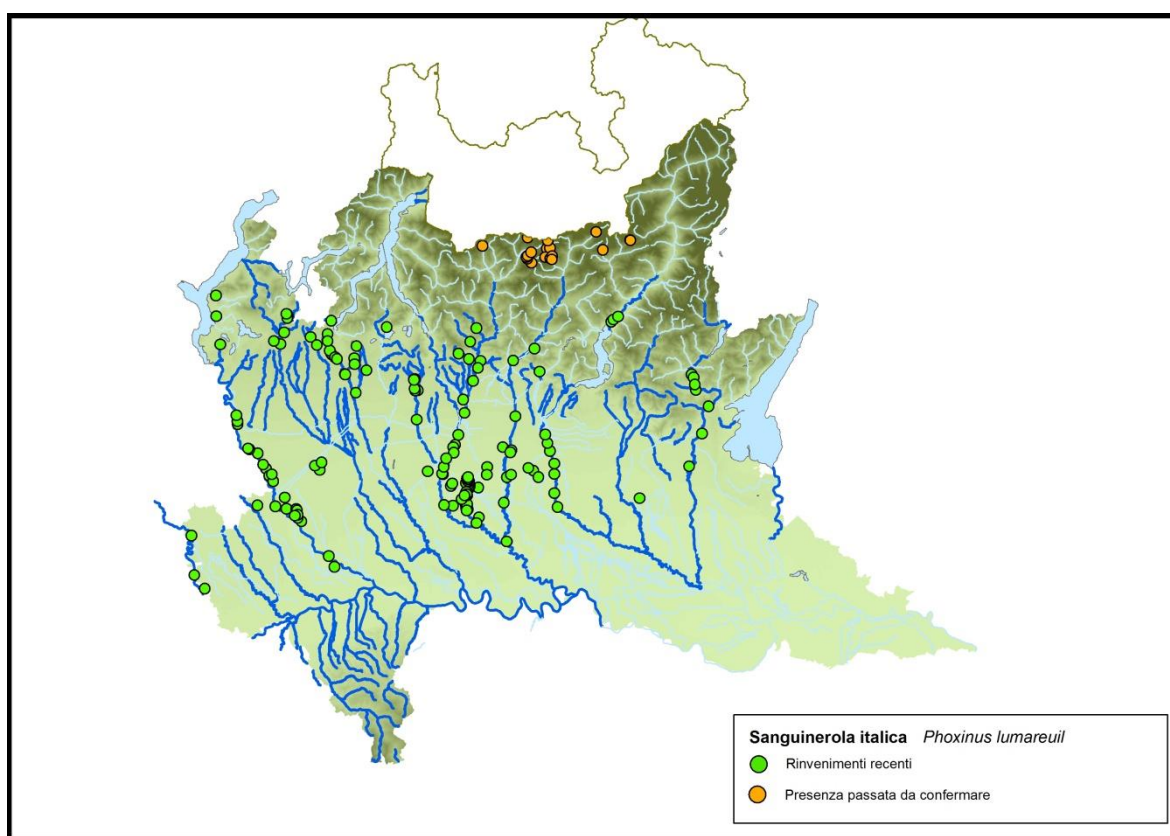 Sanguinerola italica Phoxinus lumareuil
Rinvenimenti recenti
Presenza passata da confermare